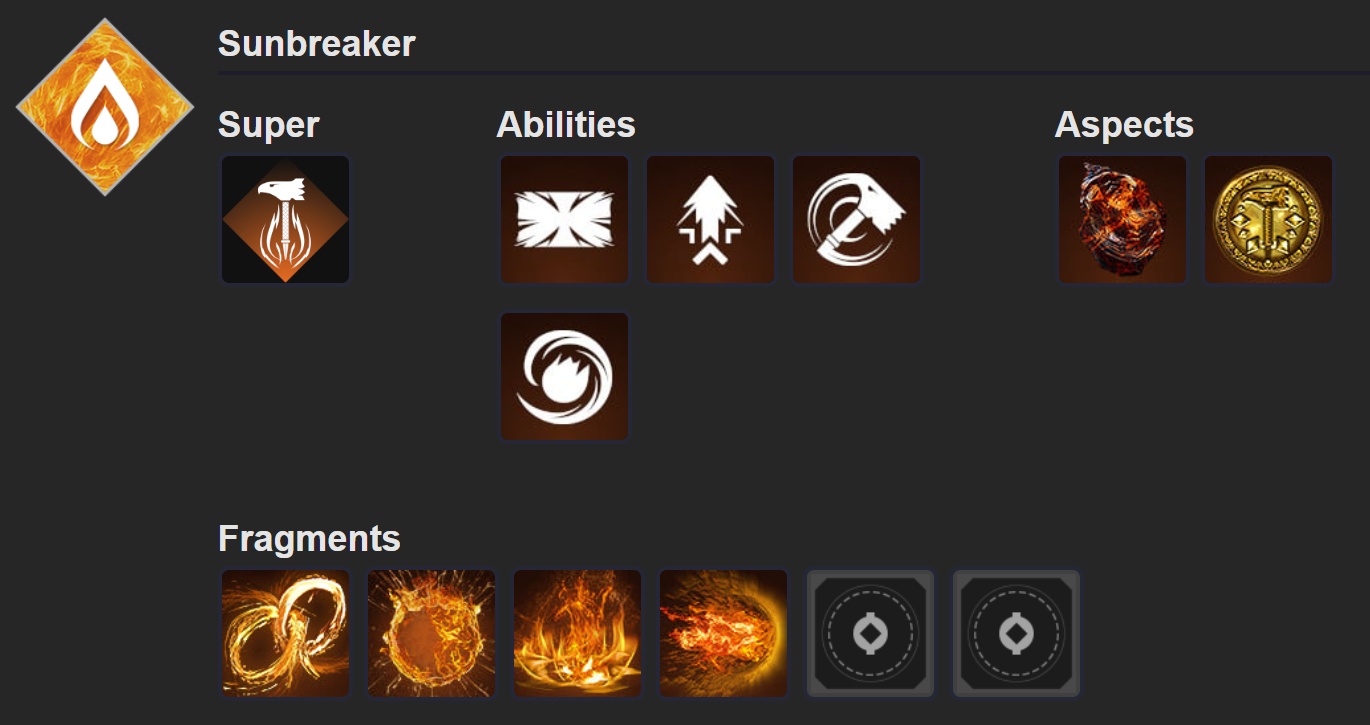 Sunbreaker
Super
Abilities
Aspects
Fragments